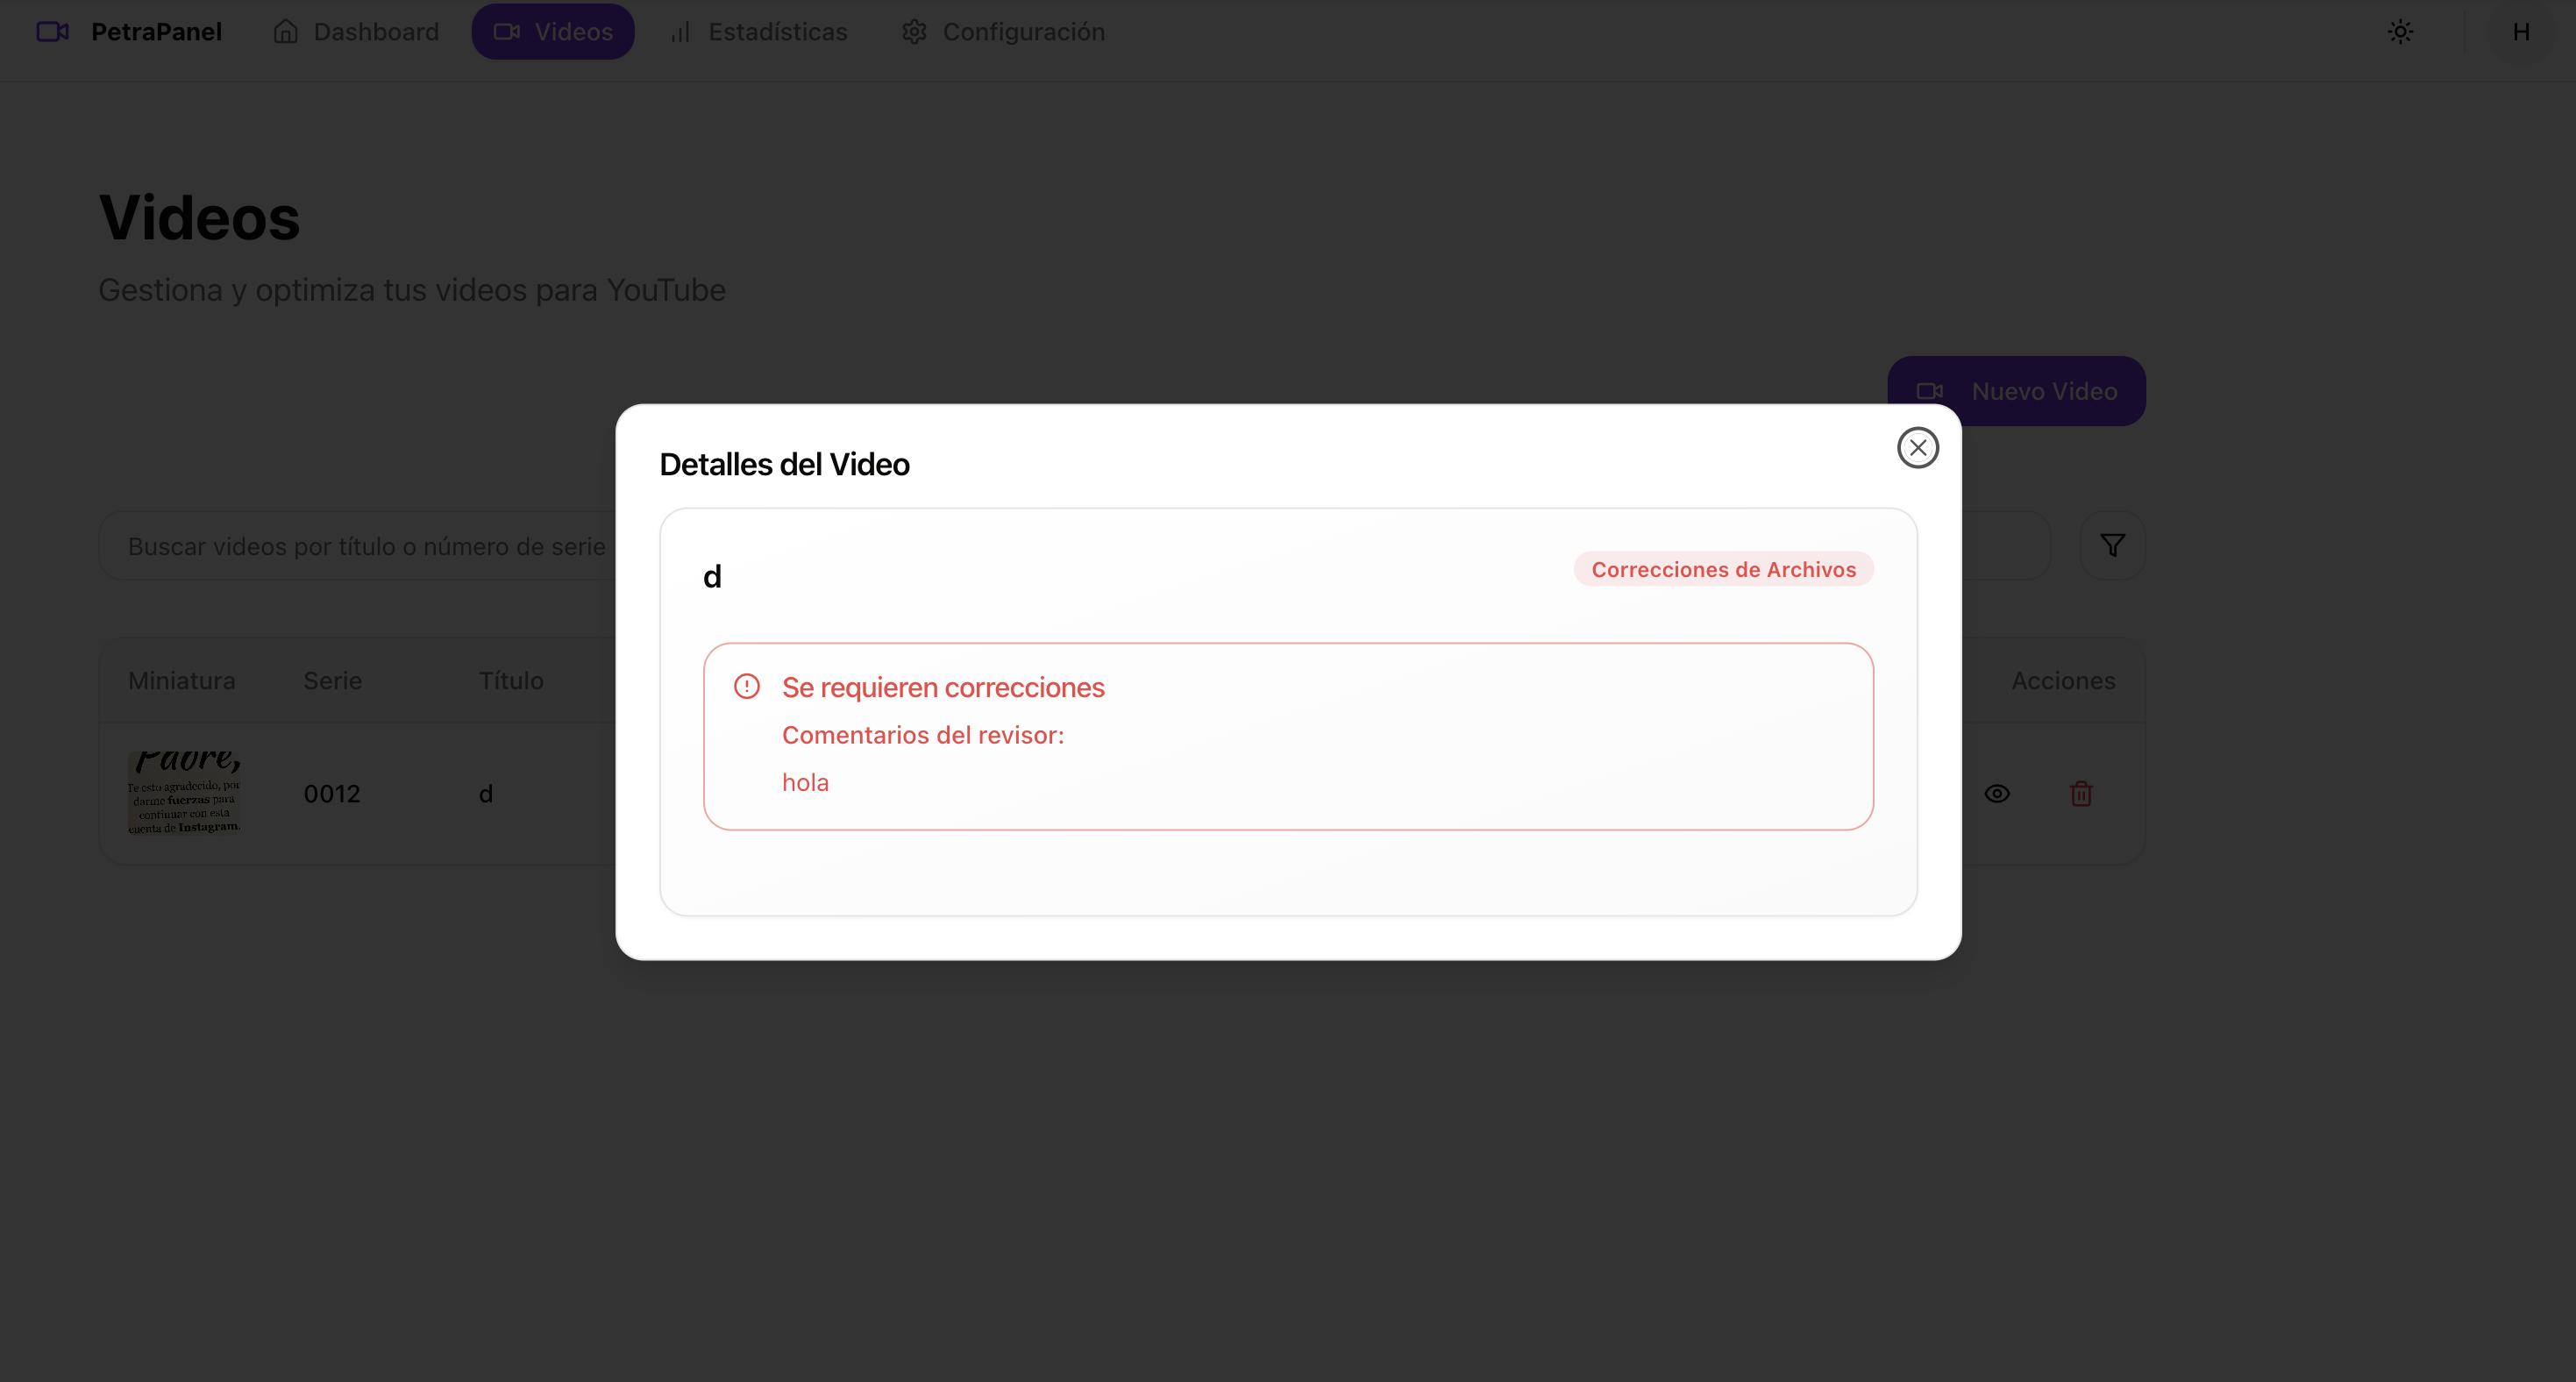 PetraPanel
Dashboard
Videos
Estadísticas
Configuración
H
Videos
Gestiona y optimiza tus videos para YouTube
Nuevo Video
Detalles del Video
Buscar videos por título o número de serie
d
Correcciones de Archivos
Miniatura
Serie
Título
Acciones
Se requieren correcciones
Comentarios del revisor:
hola
Padre,
Te esto agradecido, por
darme fuerzas para
continuar con esta
cuenta de Instagram.
0012
d